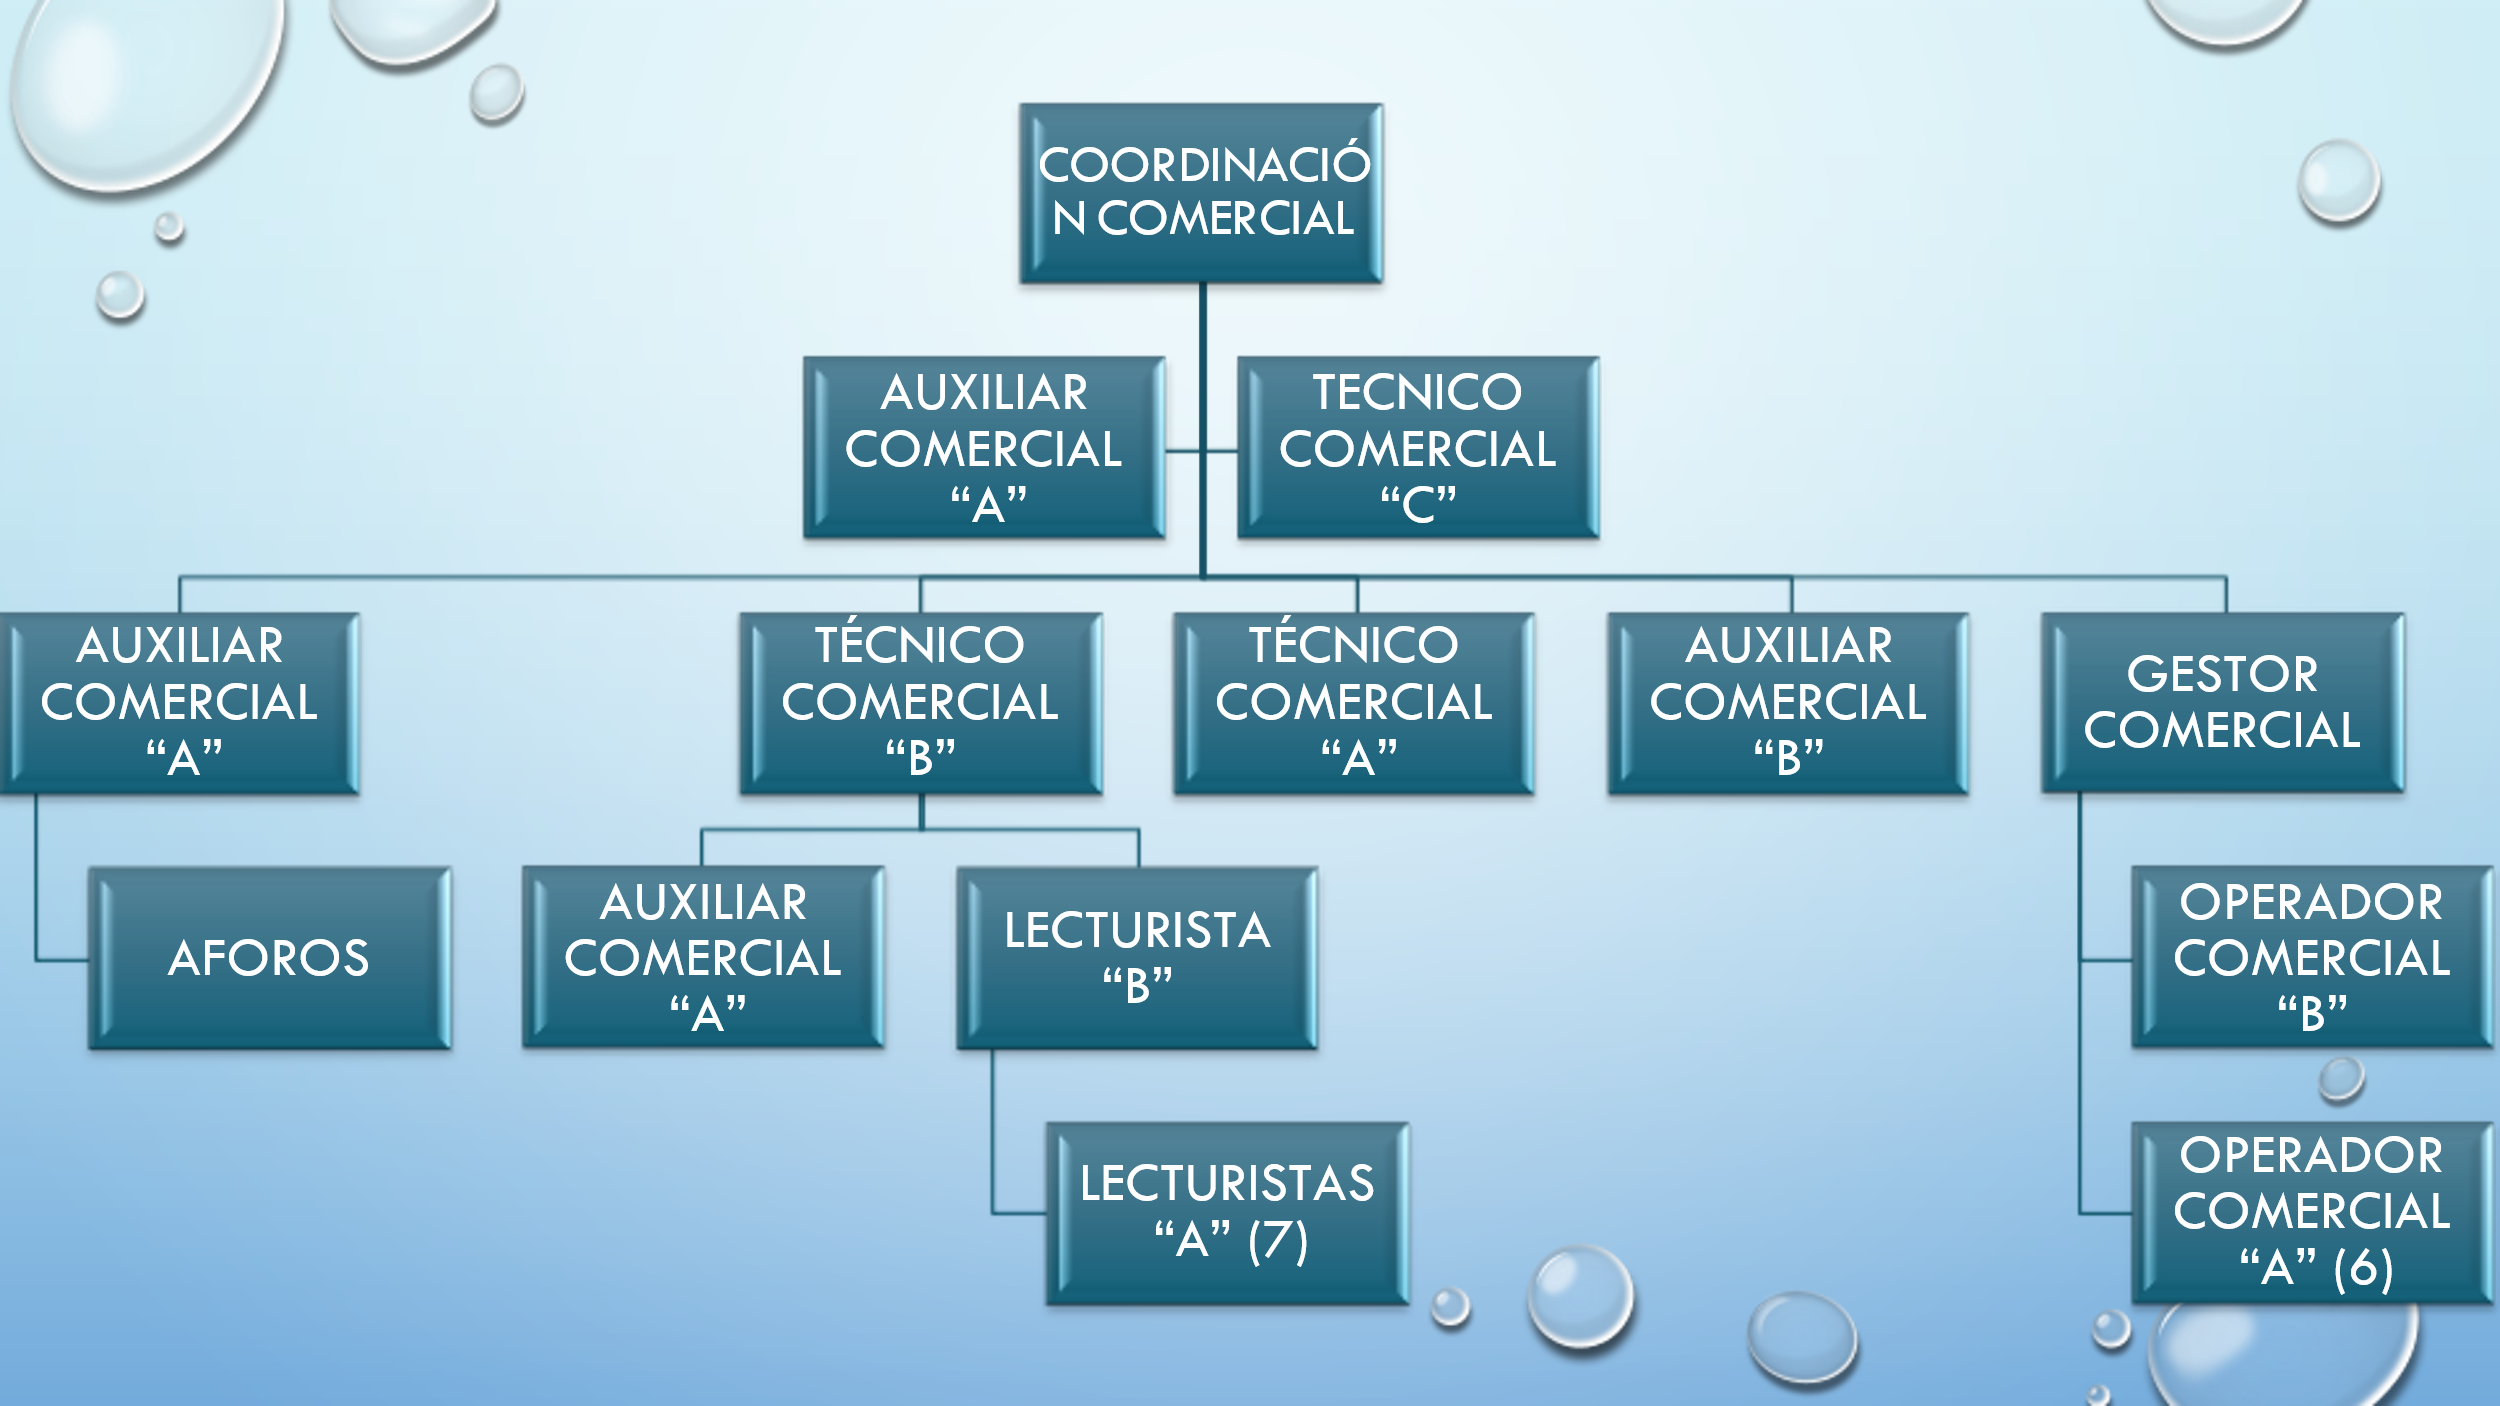 COORDINACIÓ
N COMERCIAL
AUXILIAR
COMERCIAL
“A”
TECNICO
COMERCIAL
“C”
AUXILIAR
COMERCIAL
“A”
TÉCNICO
COMERCIAL
“B”
TÉCNICO
COMERCIAL
“A”
AUXILIAR
COMERCIAL
“B”
GESTOR
COMERCIAL
AFOROS
AUXILIAR
COMERCIAL
“A”
LECTURISTA
“B”
OPERADOR
COMERCIAL
“B”
LECTURISTAS
“A” (7)
OPERADOR
COMERCIAL
“A” (6)